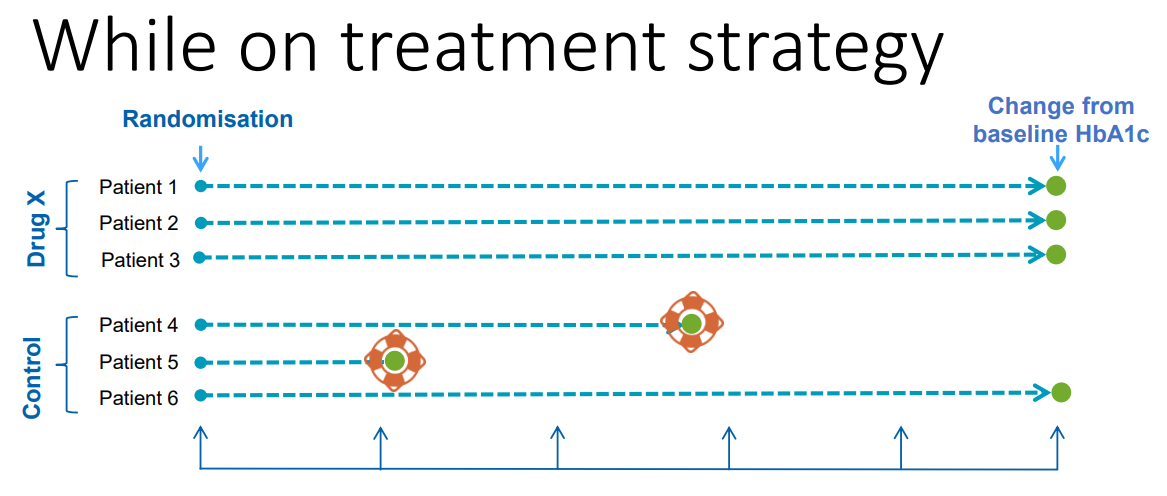 While on treatment strategy
Randomisation
Change from
baseline HbA1c
Drug X
Patient 1
Patient 2
Patient 3
Control
Patient 4
Patient 5
Patient 6